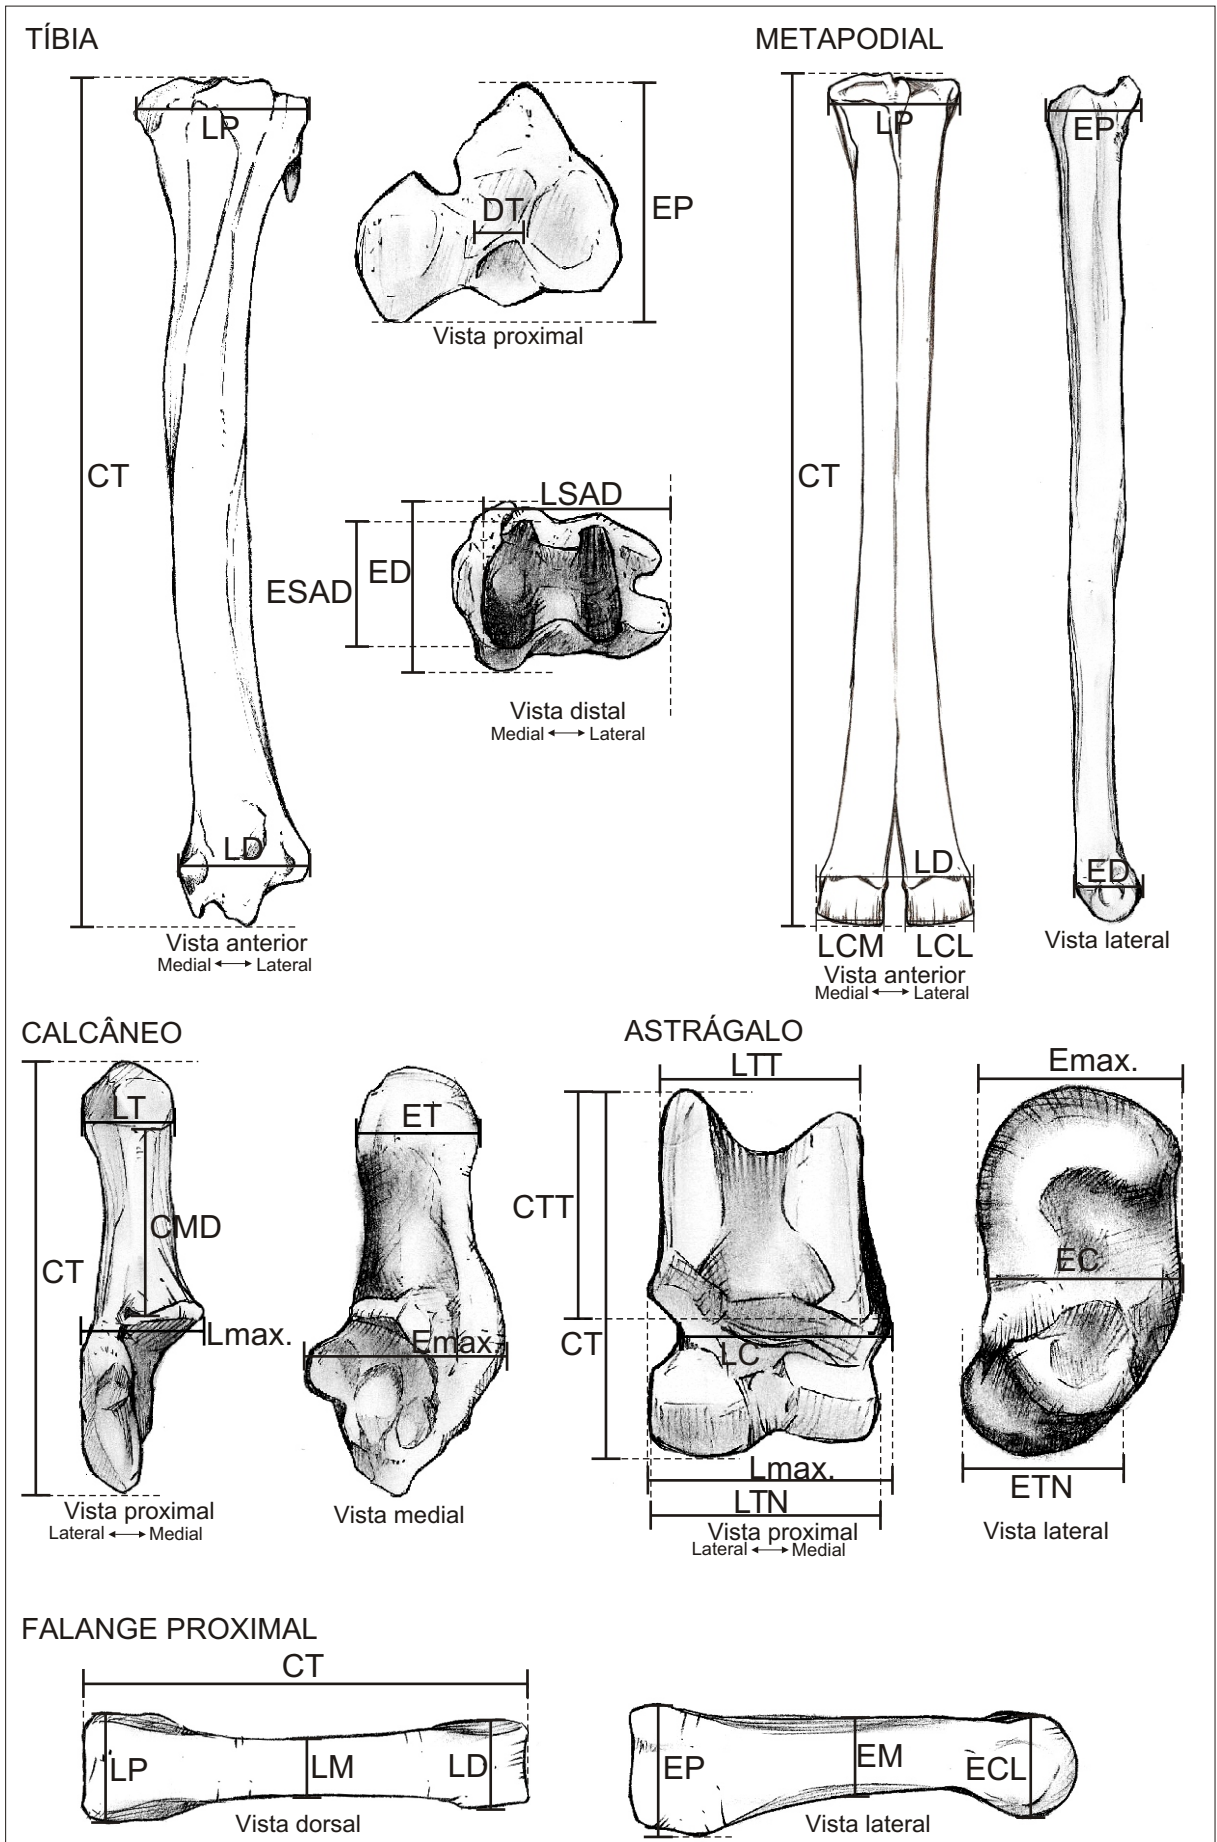 TÍBIA
LP
CT
LD
Vista anterior
Medial ↔ Lateral
DT
EP
Vista proximal
LSAD
ED
ESAD
Vista distal
Medial ↔ Lateral
METAPODIAL
LP
CT
LD
LCM LCL
Vista anterior
Medial ↔ Lateral
EP
ED
Vista lateral
CALCÂNEO
LT
CMD
CT
Lmax.
Vista proximal
Lateral ↔ Medial
ET
Emax.
Vista medial
ASTRÁGALO
LTT
CTT
CT
LC
Lmax.
LTN
Vista proximal
Lateral ↔ Medial
Emax.
EC
ETN
Vista lateral
FALANGE PROXIMAL
CT
LP LM LD
Vista dorsal
EP EM ECL
Vista lateral